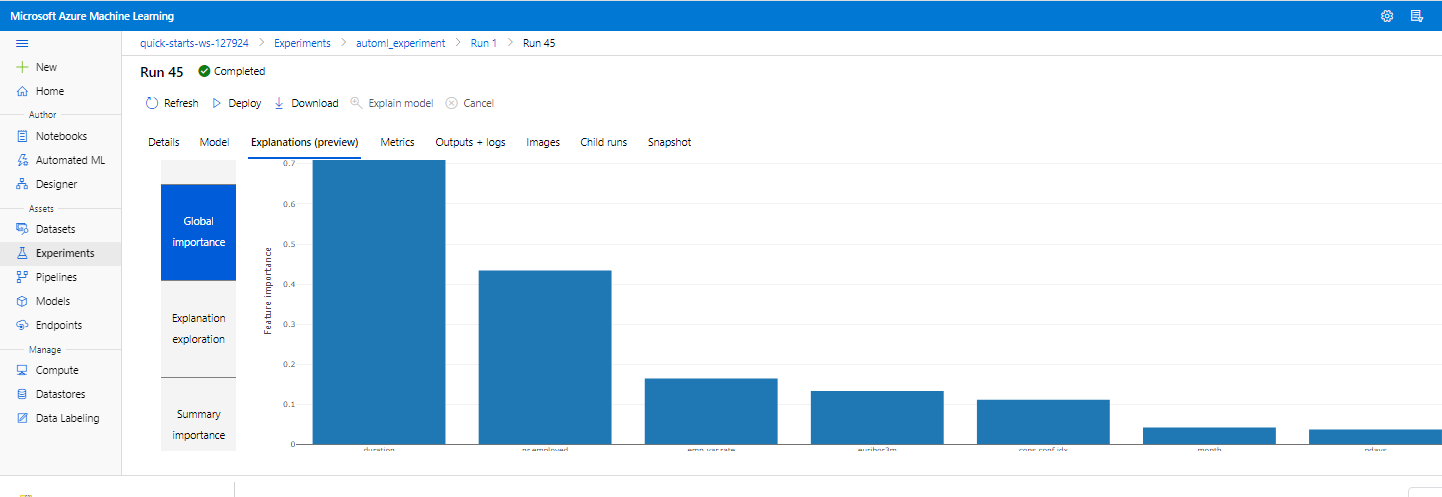 Microsoft Azure Machine Learning
quick-starts-ws-127924 > Experiments > automl_experiment > Run 1 > Run 45
New
Home
Author
Notebooks
Automated ML
Designer
Assets
Datasets
Experiments
Pipelines
Models
Endpoints
Manage
Compute
Datastores
Data Labeling
Run 45 Completed
Refresh Deploy Download Explain model Cancel
Details Model Explanations (preview) Metrics Outputs + logs Images Child runs Snapshot
Global
importance
Explanation
exploration
Summary
importance
Feature importance
0.7
0.6
0.5
0.4
0.3
0.2
0.1
0
duration nr.employed emp.var.rate euribor3m cons.conf.idx month pdays